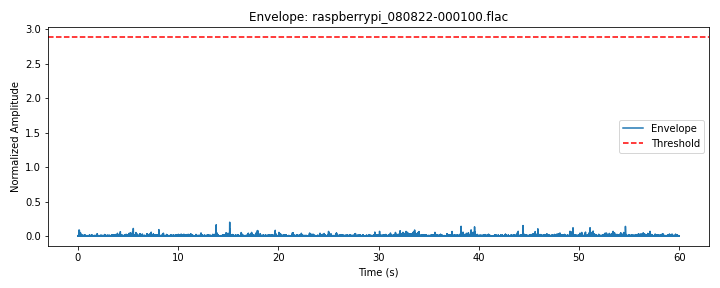 Envelope: raspberrypi_080822-000100.flac
3.0
2.5
2.0
1.5
1.0
0.5
0.0
Normalized Amplitude
Envelope
Threshold
0 10 20 30 40 50 60
Time (s)